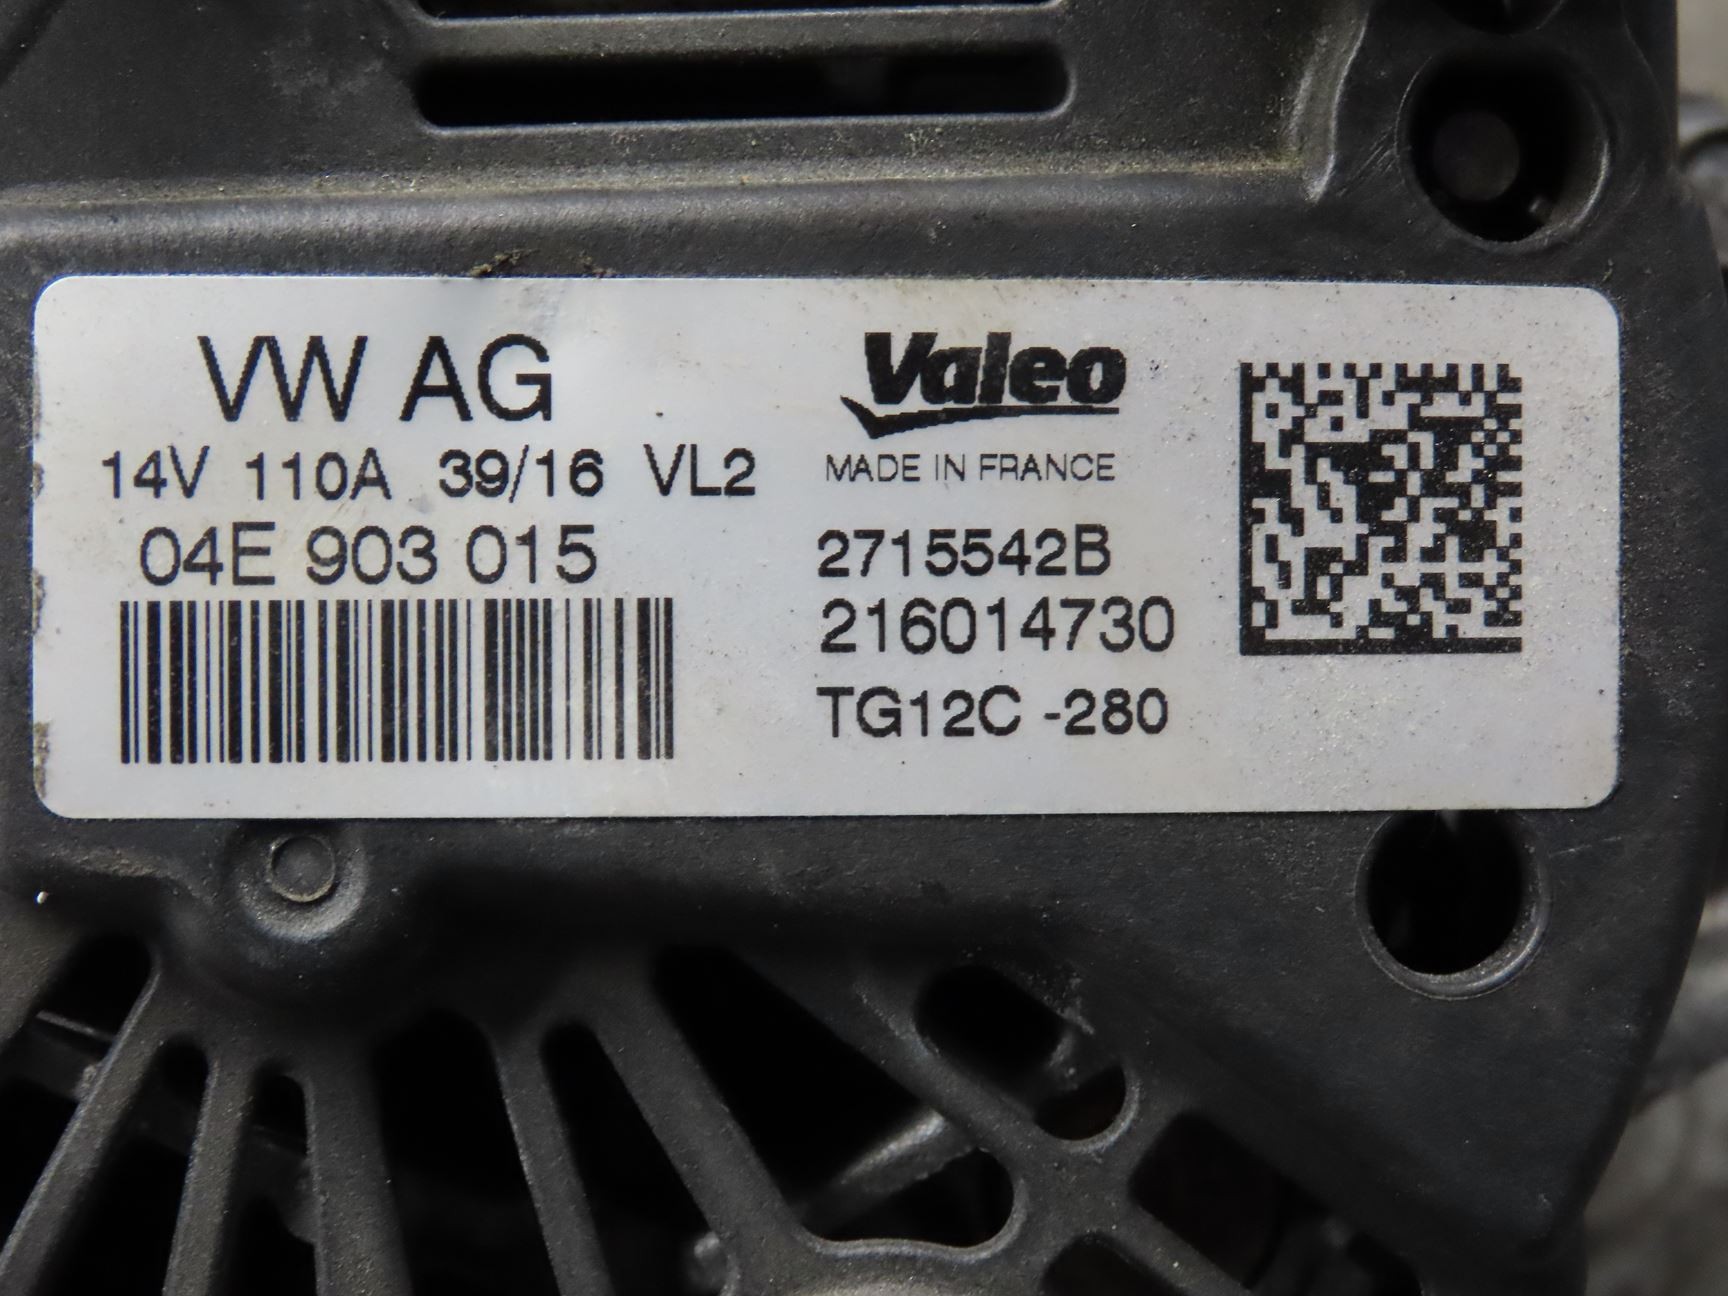 VW AG
14V 110A 39/16 VL2
04E 903 015
Valeo
MADE IN FRANCE
2715542B
216014730
TG12C -280